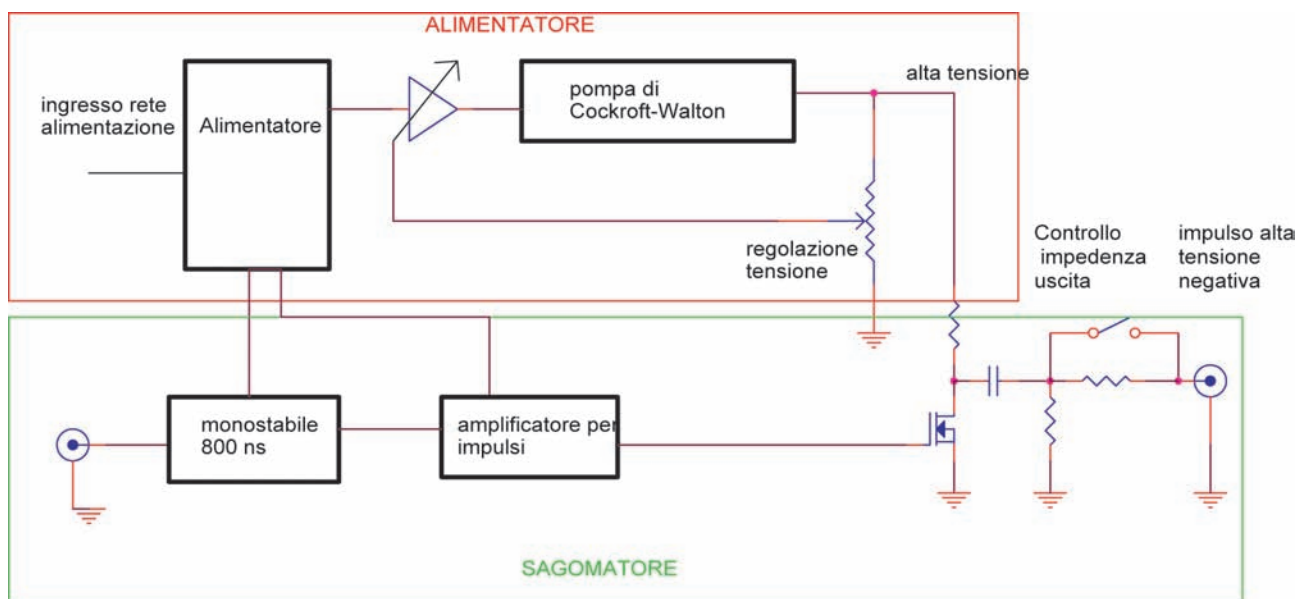 ALIMENTATORE
ingresso rete
alimentazione
Alimentatore
pompa di
Cockroft-Walton
alta tensione
regolazione
tensione
Controllo
impedenza
uscita
impulso alta
tensione
negativa
monostabile
800 ns
amplificatore per
impulsi
SAGOMATORE